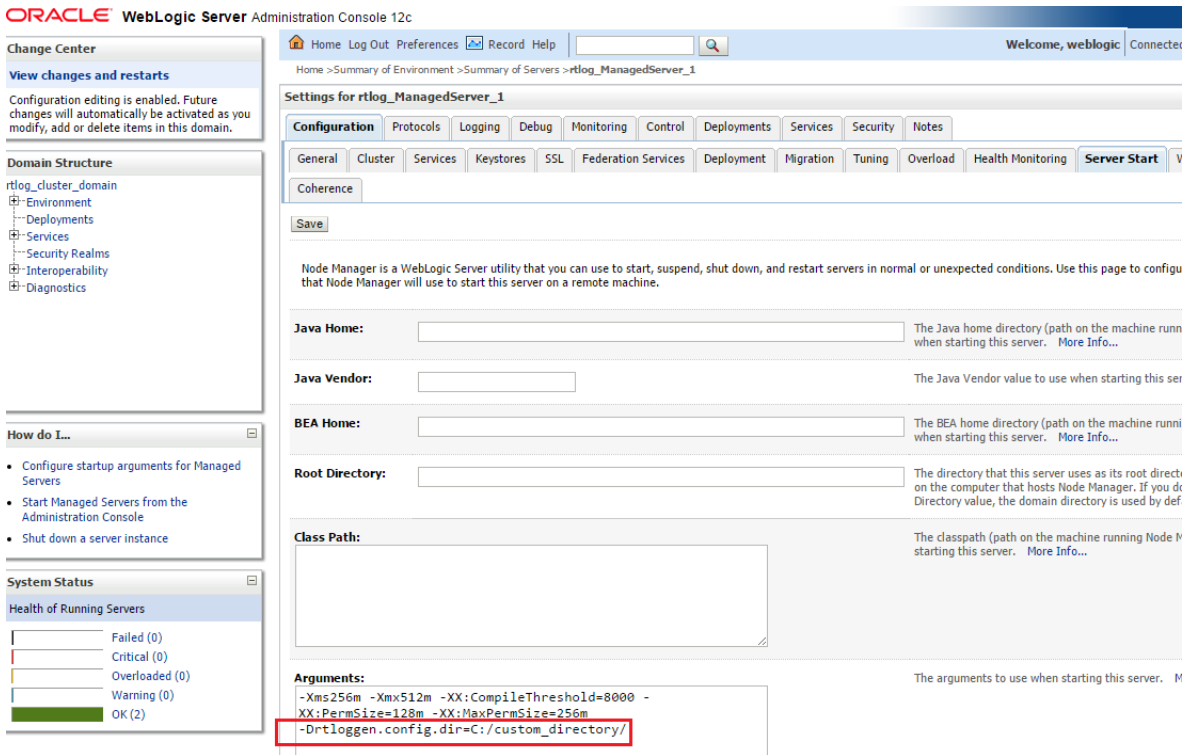 ORACLE WebLogic Server Administration Console 12c
Change Center
View changes and restarts
Configuration editing is enabled. Future
changes will automatically be activated as you
modify, add or delete items in this domain.
Domain Structure
rtlog_cluster_domain
Environment
Deployments
Services
Security Realms
Interoperability
Diagnostics
How do I...
Configure startup arguments for Managed
Servers
Start Managed Servers from the
Administration Console
Shut down a server instance
System Status
Health of Running Servers
Failed (0)
Critical (0)
Overloaded (0)
Warning (0)
OK (2)
Home Log Out Preferences Record Help
Welcome, weblogic Connected
Home >Summary of Environment >Summary of Servers >rtlog_ManagedServer_1
Settings for rtlog_ManagedServer_1
Configuration Protocols Logging Debug Monitoring Control Deployments Services Security Notes
General Cluster Services Keystores SSL Federation Services Deployment Migration Tuning Overload Health Monitoring Server Start
Coherence
Save
Node Manager is a WebLogic Server utility that you can use to start, suspend, shut down, and restart servers in normal or unexpected conditions. Use this page to configu
that Node Manager will use to start this server on a remote machine.
Java Home:
The Java home directory (path on the machine runn
when starting this server. More Info...
Java Vendor:
The Java Vendor value to use when starting this ser
BEA Home:
The BEA home directory (path on the machine runni
when starting this server. More Info...
Root Directory:
The directory that this server uses as its root directo
on the computer that hosts Node Manager. If you do
Directory value, the domain directory is used by def
Class Path:
The classpath (path on the machine running Node M
starting this server. More Info...
Arguments:
The arguments to use when starting this server. M
-Xms256m -Xmx512m -XX:CompileThreshold=8000 -
XX:PermSize=128m -XX:MaxPermSize=256m
-Drtloggen.config.dir=C:/custom_directory/